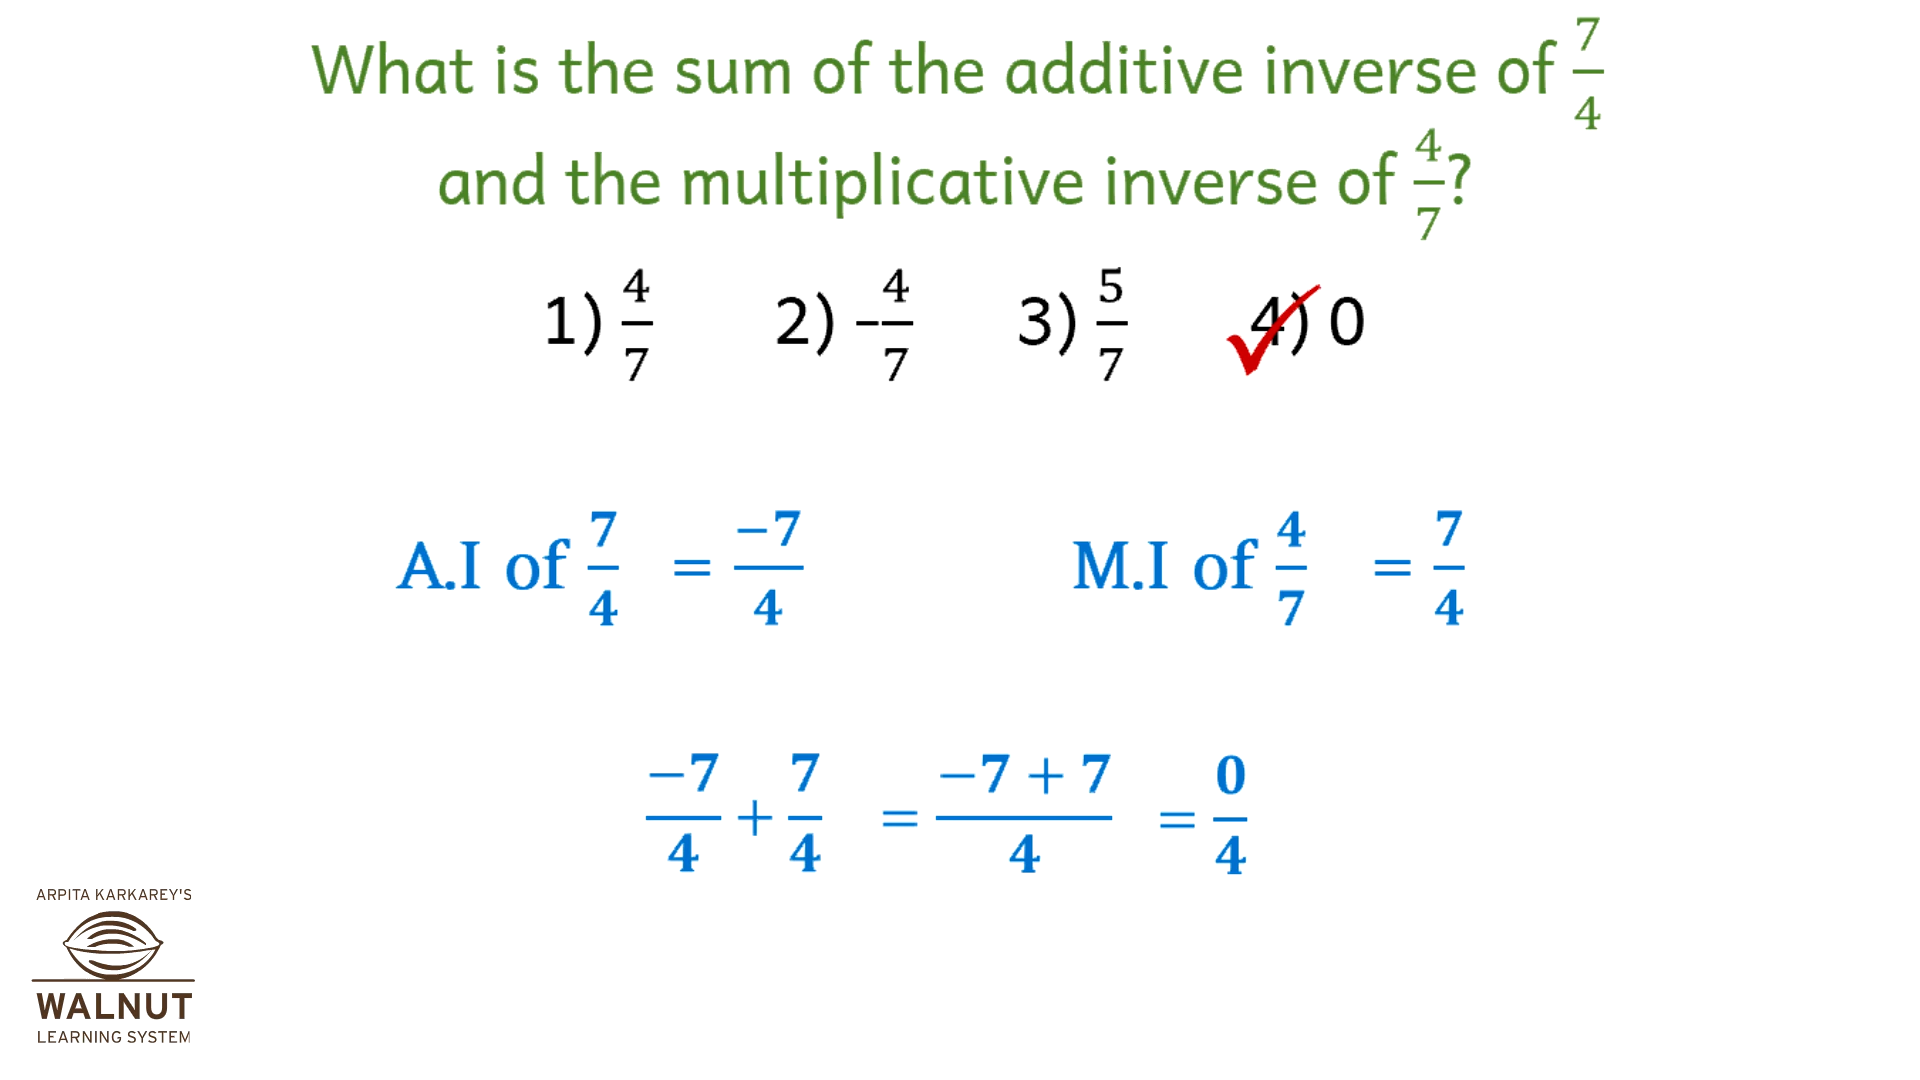 What is the sum of the additive inverse of 7/4
and the multiplicative inverse of 4/7?
1) 4/7 2) -4/7 3) 5/7 4) 0
A.I of 7/4 = −7/4 M.I of 4/7 = 7/4
−7/4 + 7/4 = −7 + 7/4 = 0/4
ARPITA KARKAREY'S
WALNUT
LEARNING SYSTEM